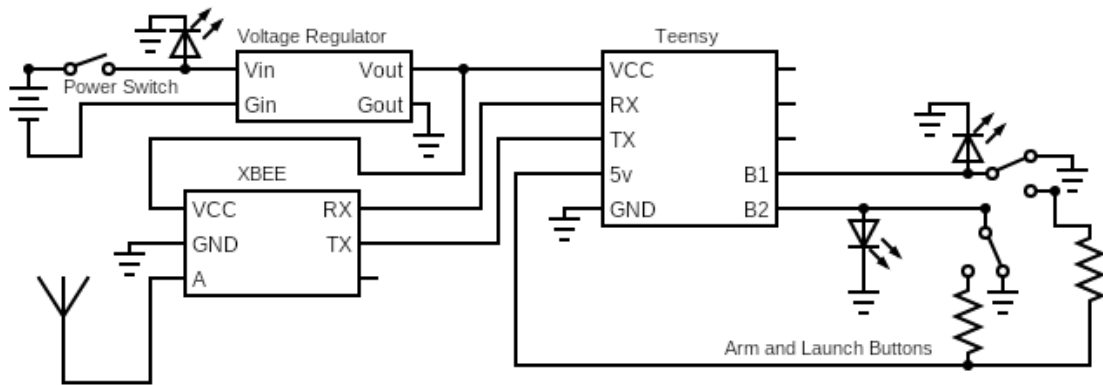 Voltage Regulator
Teensy
Vin
Vout
VCC
Power Switch
Gin
Gout
RX
TX
XBEE
5v
B1
VCC
RX
GND
B2
GND
TX
A
Arm and Launch Buttons